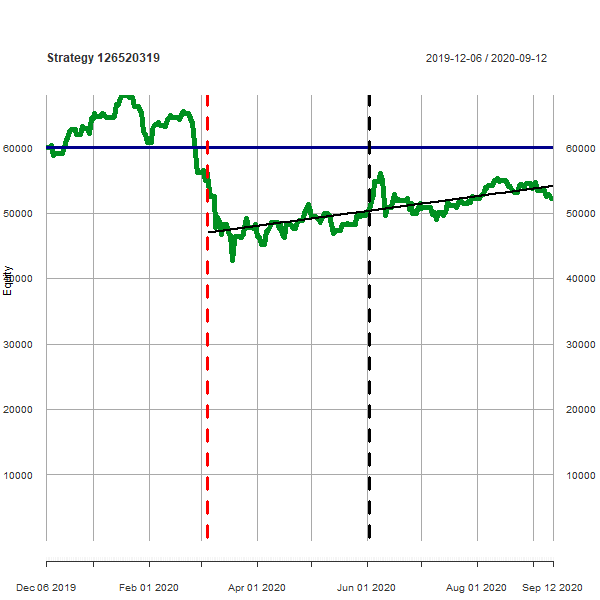 Strategy 126520319
2019-12-06 / 2020-09-12
60000
60000
50000
50000
Equity
40000
40000
30000
30000
20000
20000
10000
10000
Dec 06 2019
Feb 01 2020
Apr 01 2020
Jun 01 2020
Aug 01 2020
Sep 12 2020